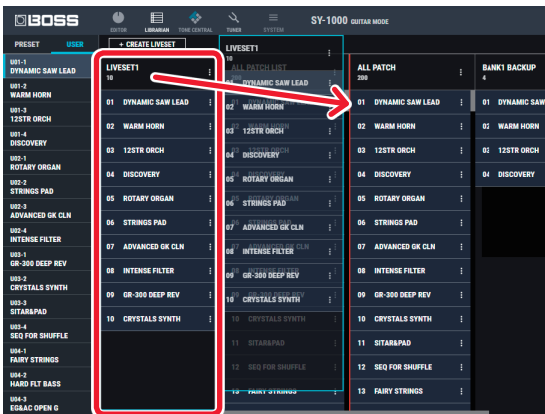 BOSS
EDITOR
LIBRARIAN
TONE CENTRAL
TUNER
SYSTEM
SY-1000 GUITAR MODE
PRESET
USER
+ CREATE LIVESET
U01-1
DYNAMIC SAW LEAD
U01-2
WARM HORN
U01-3
12STR ORCH
U01-4
DISCOVERY
U02-1
ROTARY ORGAN
U02-2
STRINGS PAD
U02-3
ADVANCED GK CLN
U02-4
INTENSE FILTER
U03-1
GR-300 DEEP REV
U03-2
CRYSTALS SYNTH
U03-3
SITAR&PAD
U03-4
SEQ FOR SHUFFLE
U04-1
FAIRY STRINGS
U04-2
HARD FLT BASS
U04-3
EG&AC OPEN G
LIVESET1
10
01 DYNAMIC SAW LEAD
02 WARM HORN
03 12STR ORCH
04 DISCOVERY
05 ROTARY ORGAN
06 STRINGS PAD
07 ADVANCED GK CLN
08 INTENSE FILTER
09 GR-300 DEEP REV
10 CRYSTALS SYNTH
LIVESET1
10
01 DYNAMIC SAW LEAD
02 WARM HORN
03 12STR ORCH
04 DISCOVERY
05 ROTARY ORGAN
06 STRINGS PAD
07 ADVANCED GK CLN
08 INTENSE FILTER
09 GR-300 DEEP REV
10 CRYSTALS SYNTH
ALL PATCH LIST
200
10 CRYSTALS SYNTH
11 SITAR&PAD
12 SEQ FOR SHUFFLE
13 FAIRY STRINGS
ALL PATCH
200
01 DYNAMIC SAW LEAD
02 WARM HORN
03 12STR ORCH
04 DISCOVERY
05 ROTARY ORGAN
06 STRINGS PAD
07 ADVANCED GK CLN
08 INTENSE FILTER
09 GR-300 DEEP REV
10 CRYSTALS SYNTH
11 SITAR&PAD
12 SEQ FOR SHUFFLE
13 FAIRY STRINGS
BANK1 BACKUP
4
01 DYNAMIC SAW
02 WARM HORN
03 12STR ORCH
04 DISCOVERY